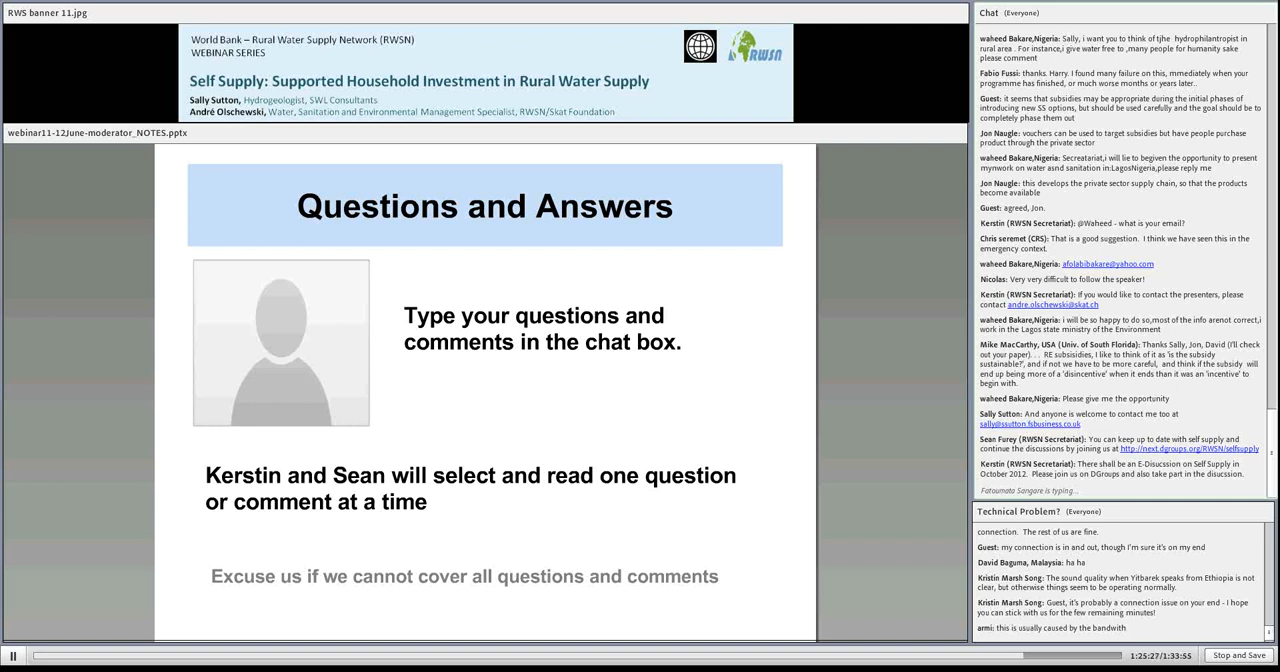 RWS banner 11.jpg
World Bank – Rural Water Supply Network (RWSN)
WEBINAR SERIES
RWSN
Self Supply: Supported Household Investment in Rural Water Supply
Sally Sutton, Hydrogeologist, SWL Consultants
André Olschewski, Water, Sanitation and Environmental Management Specialist, RWSN/Skat Foundation
webinar11-12June-moderator_NOTES.pptx
Questions and Answers
Type your questions and
comments in the chat box.
Kerstin and Sean will select and read one question
or comment at a time
Excuse us if we cannot cover all questions and comments
Chat (Everyone)
waheed Bakare,Nigeria: Sally, i want you to think of tjhe hydrophilantropist in
rural area . For instance,i give water free to ,many people for humanity sake
please comment
Fabio Fussi: thanks. Harry. I found many failure on this, mmediately when your
programme has finished, or much worse months or years later..
Guest: it seems that subsidies may be appropriate during the initial phases of
introducing new SS options, but should be used carefully and the goal should be to
completely phase them out
Jon Naugle: vouchers can be used to target subsidies but have people purchase
product through the private sector
waheed Bakare,Nigeria: Secreatariat,i will lie to begiven the opportunity to present
mynwork on water asnd sanitation in:LagosNigeria,please reply me
Jon Naugle: this develops the private sector supply chain, so that the products
become available
Guest: agreed, Jon.
Kerstin (RWSN Secretariat): @Waheed - what is your email?
Chris seremet (CRS): That is a good suggestion. I think we have seen this in the
emergency context.
waheed Bakare,Nigeria: afolabibakare@yahoo.com
Nicolas: Very very difficult to follow the speaker!
Kerstin (RWSN Secretariat): If you would like to contact the presenters, please
contact andre.olschewski@skat.ch
waheed Bakare,Nigeria: i will be so happy to do so,most of the info arenot correct,i
work in the Lagos state ministry of the Environment
Mike MacCarthy, USA (Univ. of South Florida): Thanks Sally, Jon, David (I'll check
out your paper). . . RE subsisidies, I like to think of it as 'is the subsidy
sustainable?', and if not we have to be more careful, and think if the subsidy will
end up being more of a 'disincentive' when it ends than it was an 'incentive' to
begin with.
waheed Bakare,Nigeria: Please give me the opportunity
Sally Sutton: And anyone is welcome to contact me too at
sally@ssutton.fsbusiness.co.uk
Sean Furey (RWSN Secretariat): You can keep up to date with self supply and
continue the discussions by joining us at http://next.dgroups.org/RWSN/selfsupply
Kerstin (RWSN Secretariat): There shall be an E-Disucssion on Self Supply in
October 2012. Please join us on DGroups and also take part in the disucssion.
Fatoumata Sangare is typing...
Technical Problem? (Everyone)
connection. The rest of us are fine.
Guest: my connection is in and out, though I'm sure it's on my end
David Baguma, Malaysia: ha ha
Kristin Marsh Song: The sound quality when Yitbarek speaks from Ethiopia is not
clear, but otherwise things seem to be operating normally.
Kristin Marsh Song: Guest, it's probably a connection issue on your end - I hope
you can stick with us for the few remaining minutes!
armi: this is usually caused by the bandwith
1:25:27/1:33:55
Stop and Save